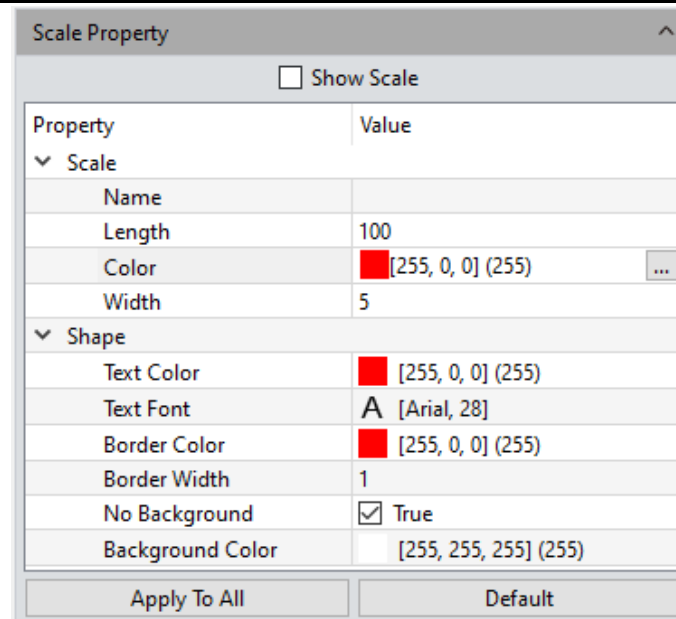 Scale Property
Show Scale
Property Value
Scale
Name
Length 100
Color [255, 0, 0] (255) ...
Width 5
Shape
Text Color [255, 0, 0] (255)
Text Font A [Arial, 28]
Border Color [255, 0, 0] (255)
Border Width 1
No Background True
Background Color [255, 255, 255] (255)
Apply To All Default